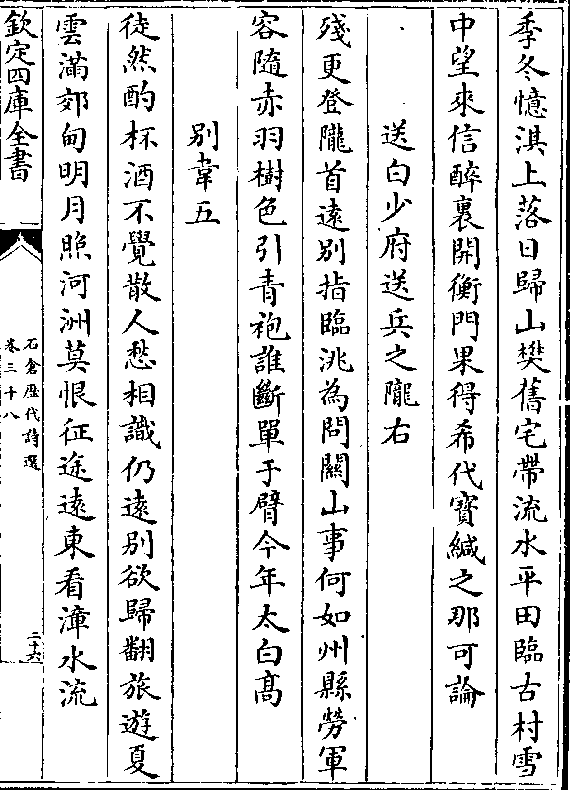 季冬憶淇上落日歸山樊舊宅帶流水平田臨古村雪
中望來信醉裏開衡門果得希代寳緘之那可論
送白少府送兵之隴右
殘更登隴首遠别指臨洮為問關山事何如州縣勞軍
容隨赤羽樹色引青袍誰斷單于臂今年太白髙
别韋五
徒然酌杯酒不覺散人愁相識仍遠别欲歸翻旅遊夏
雲滿郊甸明月照河洲莫恨征途遠東看漳水流
欽定四庫全書
石倉歴代詩選
卷三十八
二十六